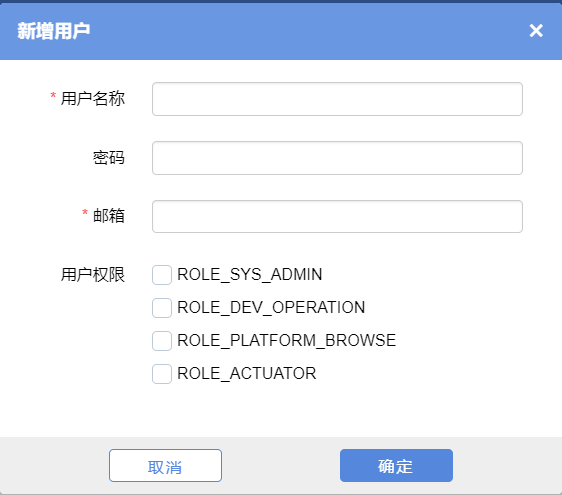 新增用户
* 用户名称
密码
* 邮箱
用户权限
ROLE_SYS_ADMIN
ROLE_DEV_OPERATION
ROLE_PLATFORM_BROWSE
ROLE_ACTUATOR
取消
确定